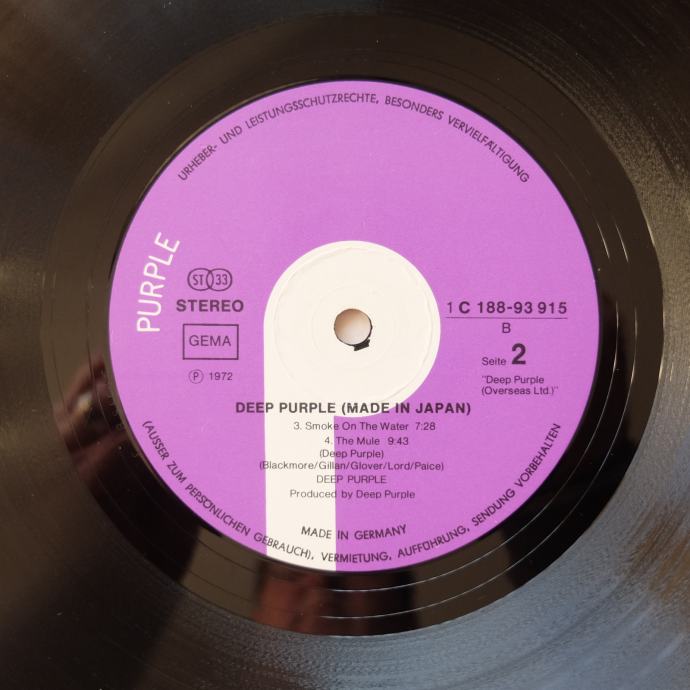 URHEBER- UND LEISTUNGSSCHUTZRECHTE, BESONDERS VERVIELFÄLTIGUNG
PURPLE
ST 33
STEREO
GEMA
Ⓟ 1972
1 C 188-93 915
B
Seite 2
"Deep Purple
(Overseas Ltd.)"
DEEP PURPLE (MADE IN JAPAN)
3. Smoke On The Water 7:28
4. The Mule 9:43
(Deep Purple)
(Blackmore/Gillan/Glover/Lord/Paice)
DEEP PURPLE
Produced by Deep Purple
MADE IN GERMANY
(AUSSER ZUM PERSÖNLICHEN GEBRAUCH), VERMIETUNG, AUFFÜHRUNG, SENDUNG VORBEHALTEN